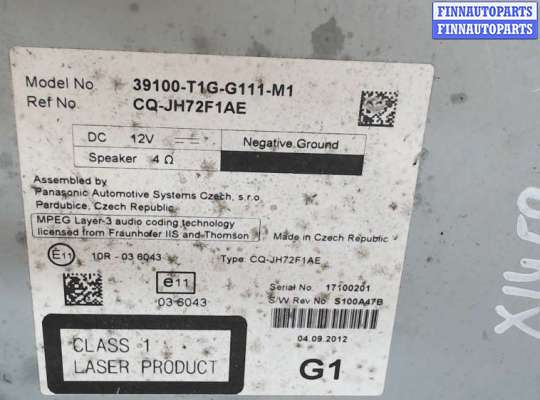 FINNAUTOPARTS
FINNAUTOPARTS
FINNAUTOPARTS
Model No. 39100-T1G-G111-M1
Ref No. CQ-JH72F1AE
DC 12V Negative Ground
Speaker 4 Ω
Assembled by
Panasonic Automotive Systems Czech, s.r.o.
Pardubice, Czech Republic
MPEG Layer-3 audio coding technology
licensed from Fraunhofer IIS and Thomson
Made in Czech Republic
E11 10R - 03 6043 Type: CQ-JH72F1AE
e11
03 6043
Serial No. 17100201
S/W Rev No. S100A47B
04.09.2012
CLASS 1
LASER PRODUCT
G1